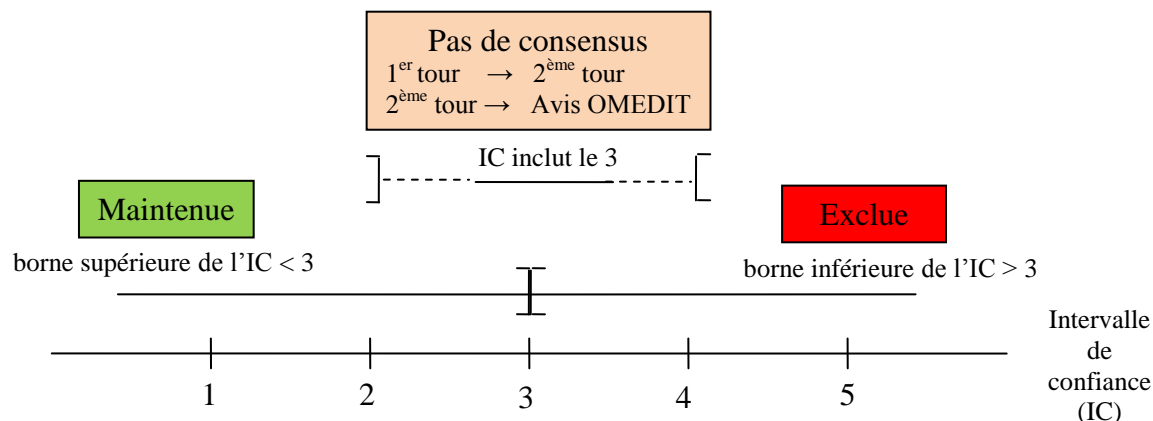 Pas de consensus
1er tour → 2ème tour
2ème tour → Avis OMEDIT
IC inclut le 3
Maintenue
Exclue
borne supérieure de l’IC < 3
borne inférieure de l’IC > 3
Intervalle
de
confiance
(IC)
1 2 3 4 5